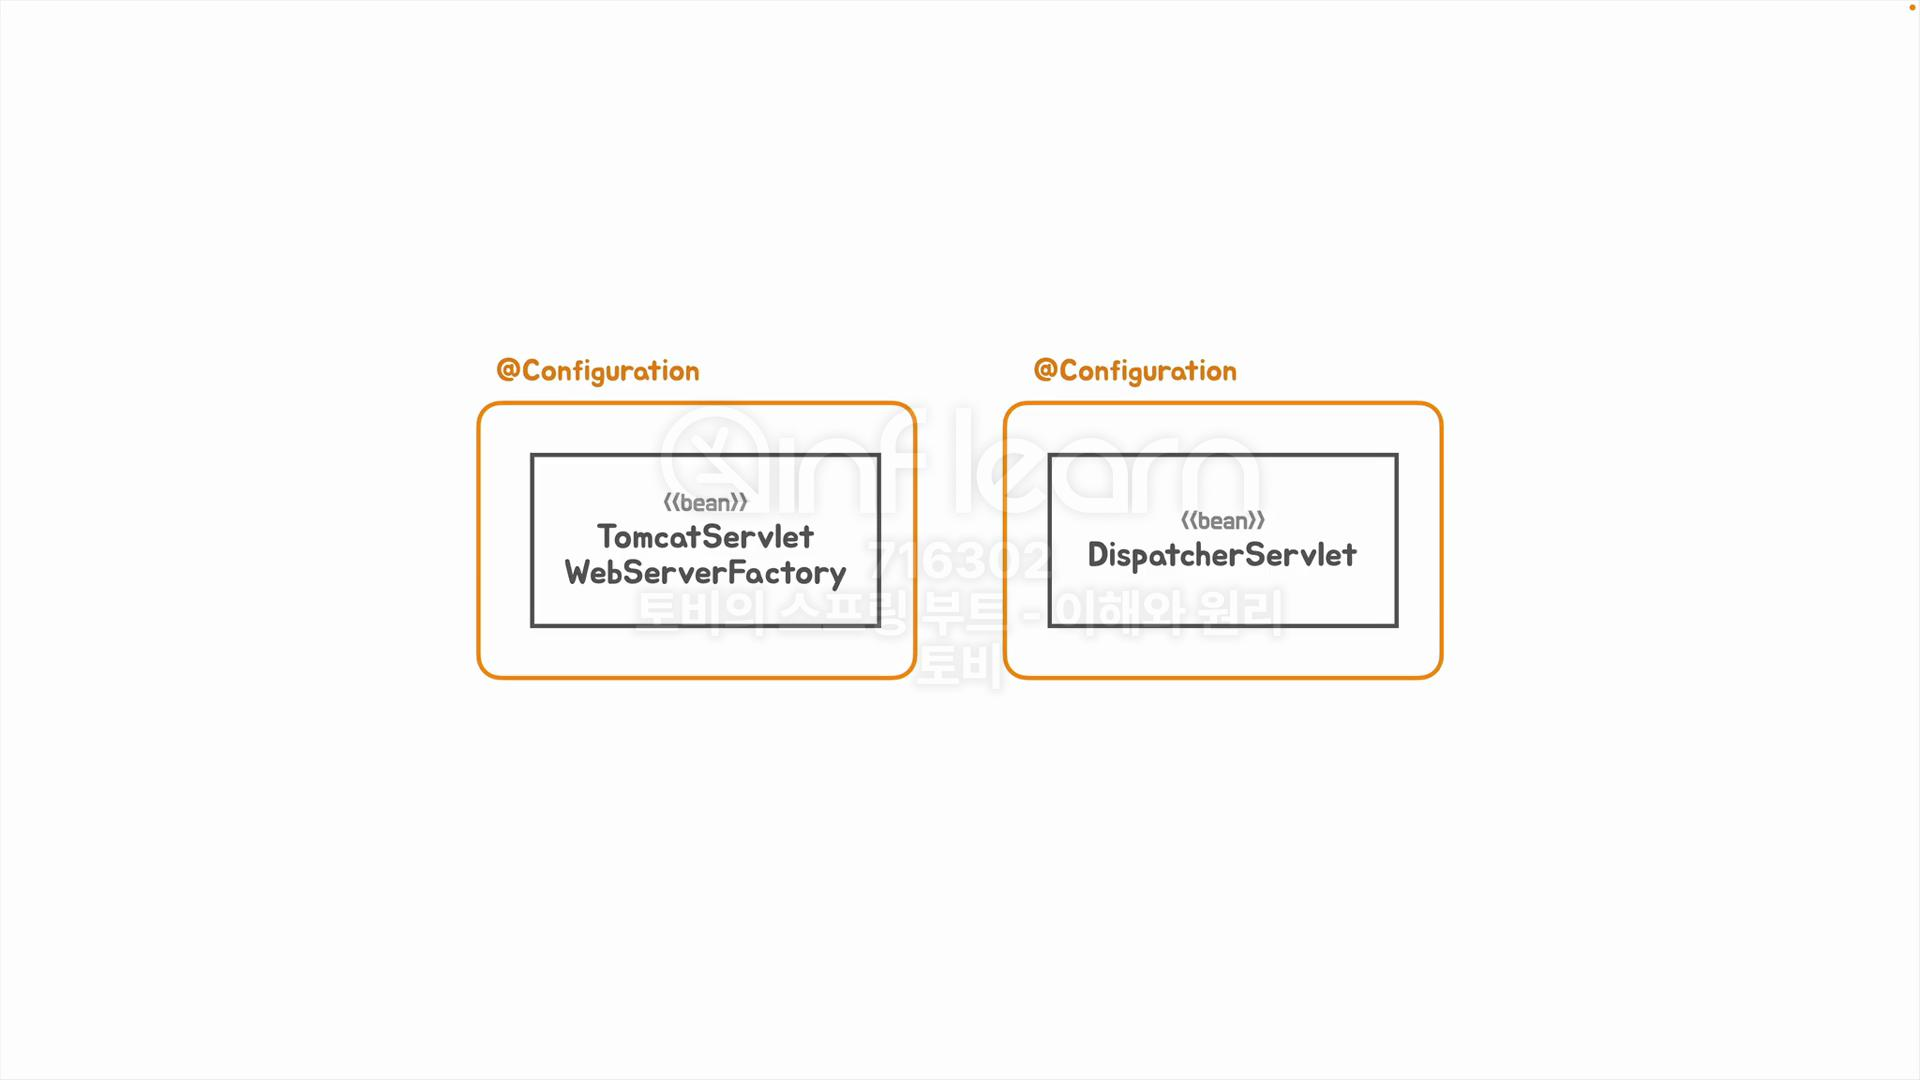 @Configuration
@Configuration
《bean》
TomcatServlet
WebServerFactory
《bean》
DispatcherServlet
inflearn
716302
토비의 스프링 부트 - 이해와 원리
토비